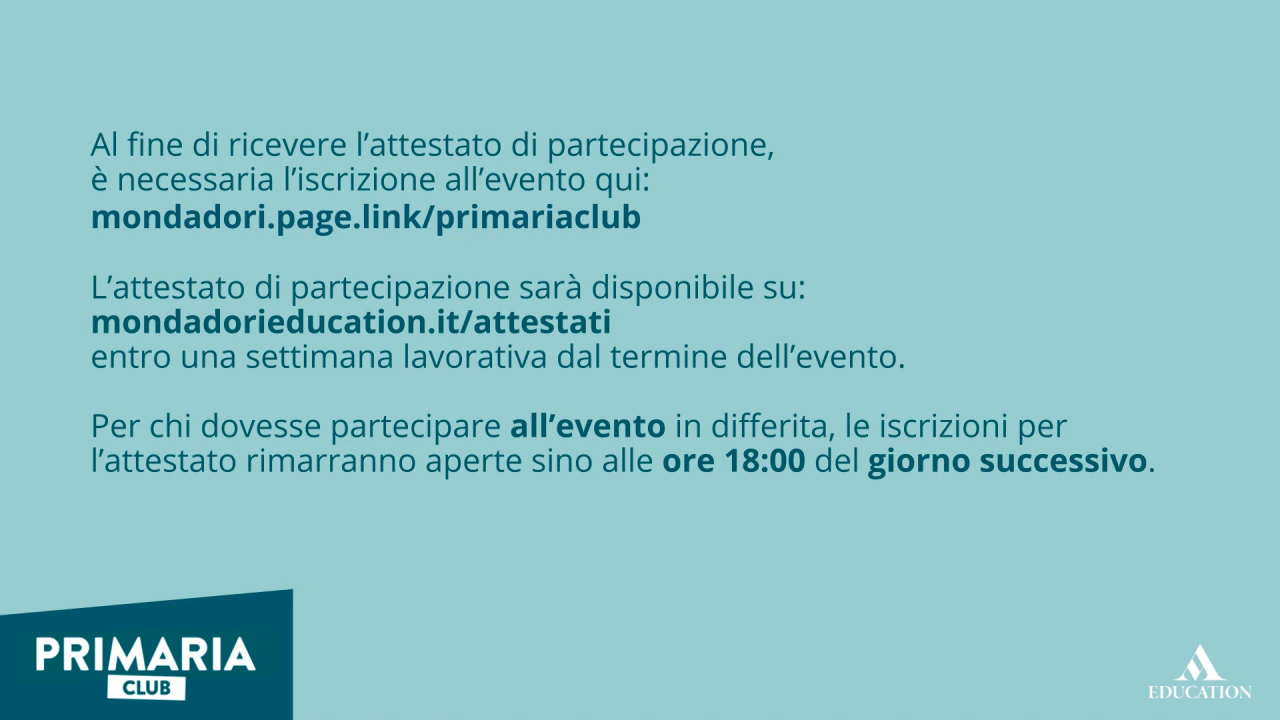 Al fine di ricevere l’attestato di partecipazione,
è necessaria l’iscrizione all’evento qui:
mondadori.page.link/primariaclub
L’attestato di partecipazione sarà disponibile su:
mondadorieducation.it/attestati
entro una settimana lavorativa dal termine dell’evento.
Per chi dovesse partecipare all’evento in differita, le iscrizioni per
l’attestato rimarranno aperte sino alle ore 18:00 del giorno successivo.
PRIMARIA
CLUB
EDUCATION